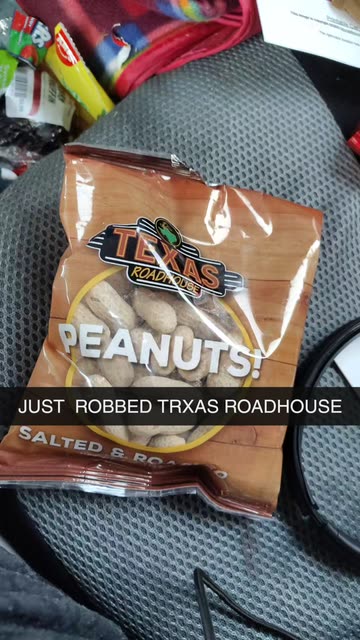 TEXAS
ROADHOUSE
PEANUTS!
JUST ROBBED TRXAS ROADHOUSE
SALTED &